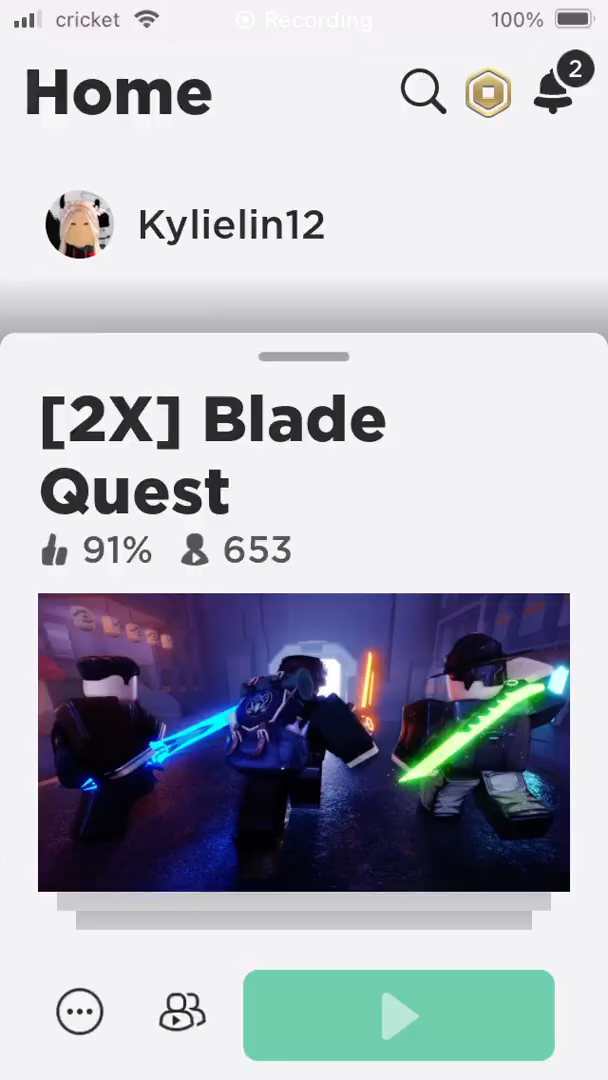 cricket Recording 100%
Home 2
Kylielin12
[2X] Blade
Quest
91% 653